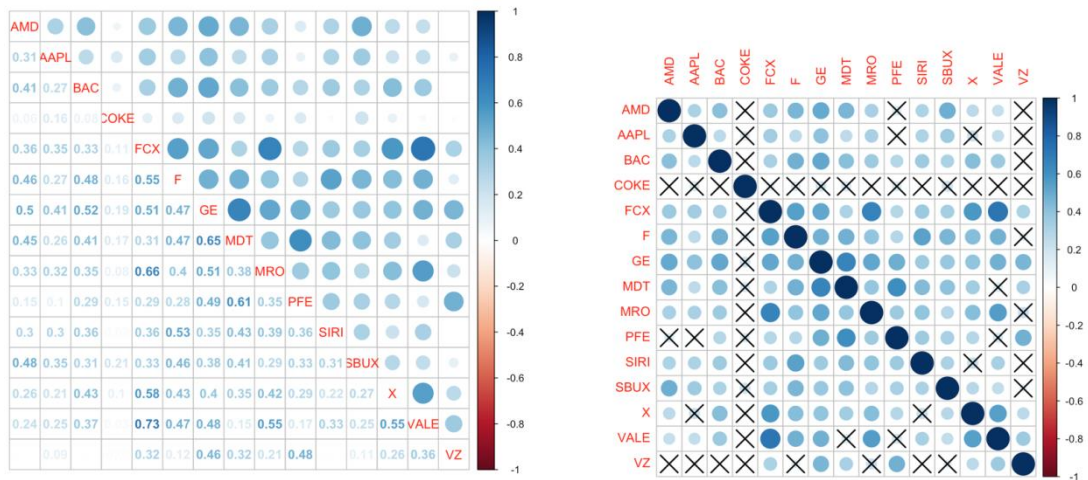 AMD
0.31 AAPL
0.41 0.27 BAC
0.16 COKE
0.36 0.35 0.33 0.11 FCX
0.46 0.27 0.48 0.16 0.55 F
0.5 0.41 0.52 0.19 0.51 0.47 GE
0.45 0.26 0.41 0.31 0.47 0.65 MDT
0.33 0.32 0.35 0.66 0.4 0.51 0.38 MRO
0.15 0.1 0.29 0.15 0.29 0.28 0.49 0.61 0.35 PFE
0.3 0.3 0.36 0.36 0.53 0.35 0.43 0.39 0.36 SIRI
0.48 0.35 0.31 0.21 0.33 0.46 0.38 0.41 0.29 0.33 0.31 SBUX
0.26 0.21 0.43 0.1 0.58 0.43 0.4 0.35 0.42 0.29 0.22 0.27 X
0.24 0.25 0.37 0.73 0.47 0.48 0.15 0.55 0.17 0.33 0.25 0.55 VALE
0.09 0.32 0.12 0.46 0.32 0.21 0.48 0.11 0.26 0.36 VZ
1
0.8
0.6
0.4
0.2
0
-0.2
-0.4
-0.6
-0.8
-1
AMD AAPL BAC COKE FCX F GE MDT MRO PFE SIRI SBUX X VALE VZ
AMD
AAPL
BAC
COKE
FCX
F
GE
MDT
MRO
PFE
SIRI
SBUX
X
VALE
VZ
1
0.8
0.6
0.4
0.2
0
-0.2
-0.4
-0.6
-0.8
-1